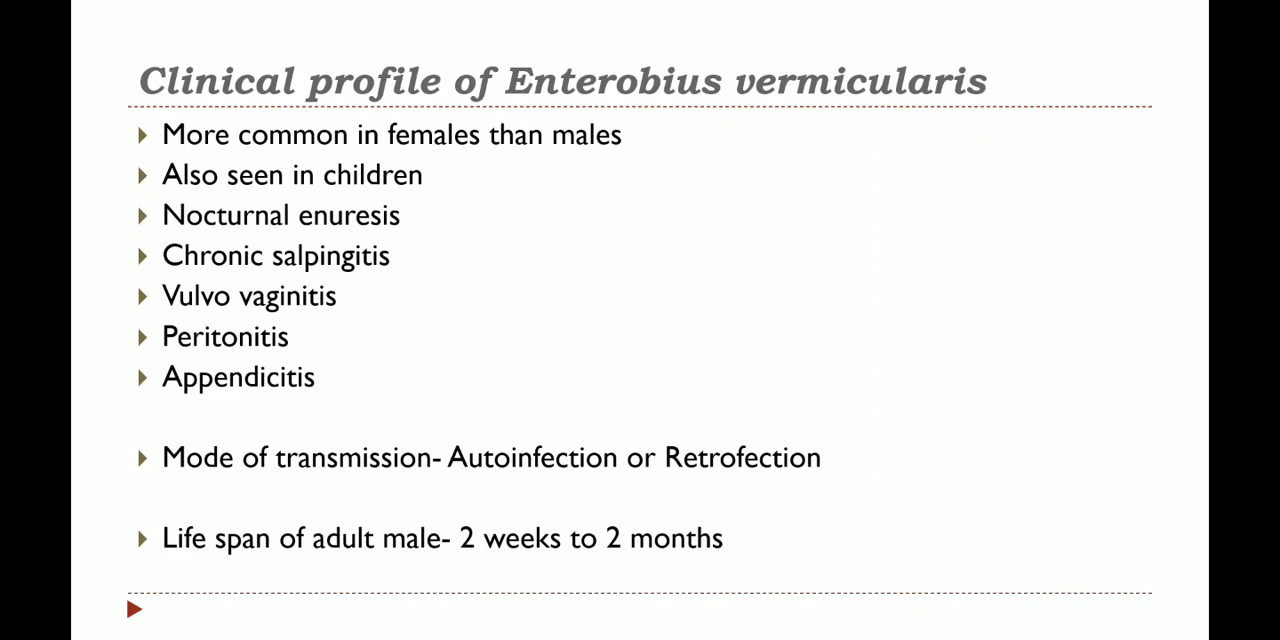 Clinical profile of Enterobius vermicularis
More common in females than males
Also seen in children
Nocturnal enuresis
Chronic salpingitis
Vulvo vaginitis
Peritonitis
Appendicitis
Mode of transmission- Autoinfection or Retrofection
Life span of adult male- 2 weeks to 2 months